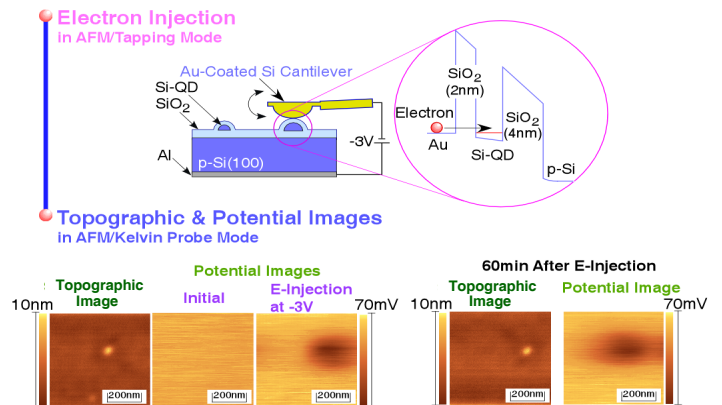 Electron Injection
in AFM/Tapping Mode
Au-Coated Si Cantilever
Si-QD
SiO2
Al
p-Si(100)
-3V
SiO2
(2nm)
Electron
Au
SiO2
(4nm)
Si-QD
p-Si
Topographic & Potential Images
in AFM/Kelvin Probe Mode
Potential Images
Topographic
Image
Initial
E-Injection
at -3V
10nm
70mV
200nm
200nm
200nm
60min After E-Injection
Topographic
Image
Potential Image
10nm
70mV
200nm
200nm